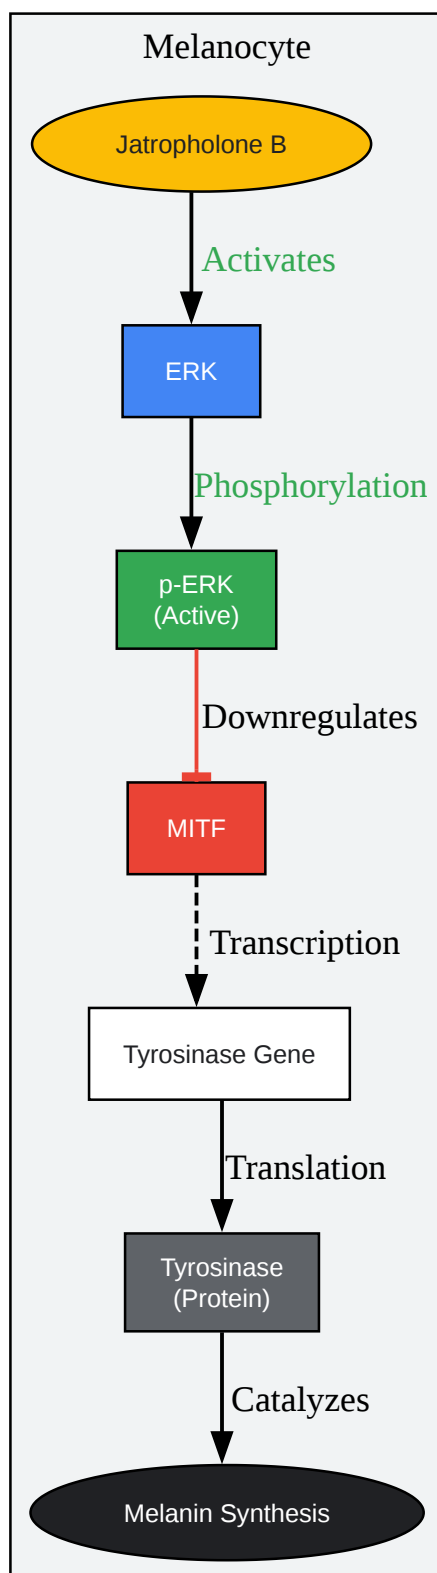 Melanocyte
Jatropholone B
Activates
ERK
Phosphorylation
p-ERK
(Active)
Downregulates
MITF
Transcription
Tyrosinase Gene
Translation
Tyrosinase
(Protein)
Catalyzes
Melanin Synthesis